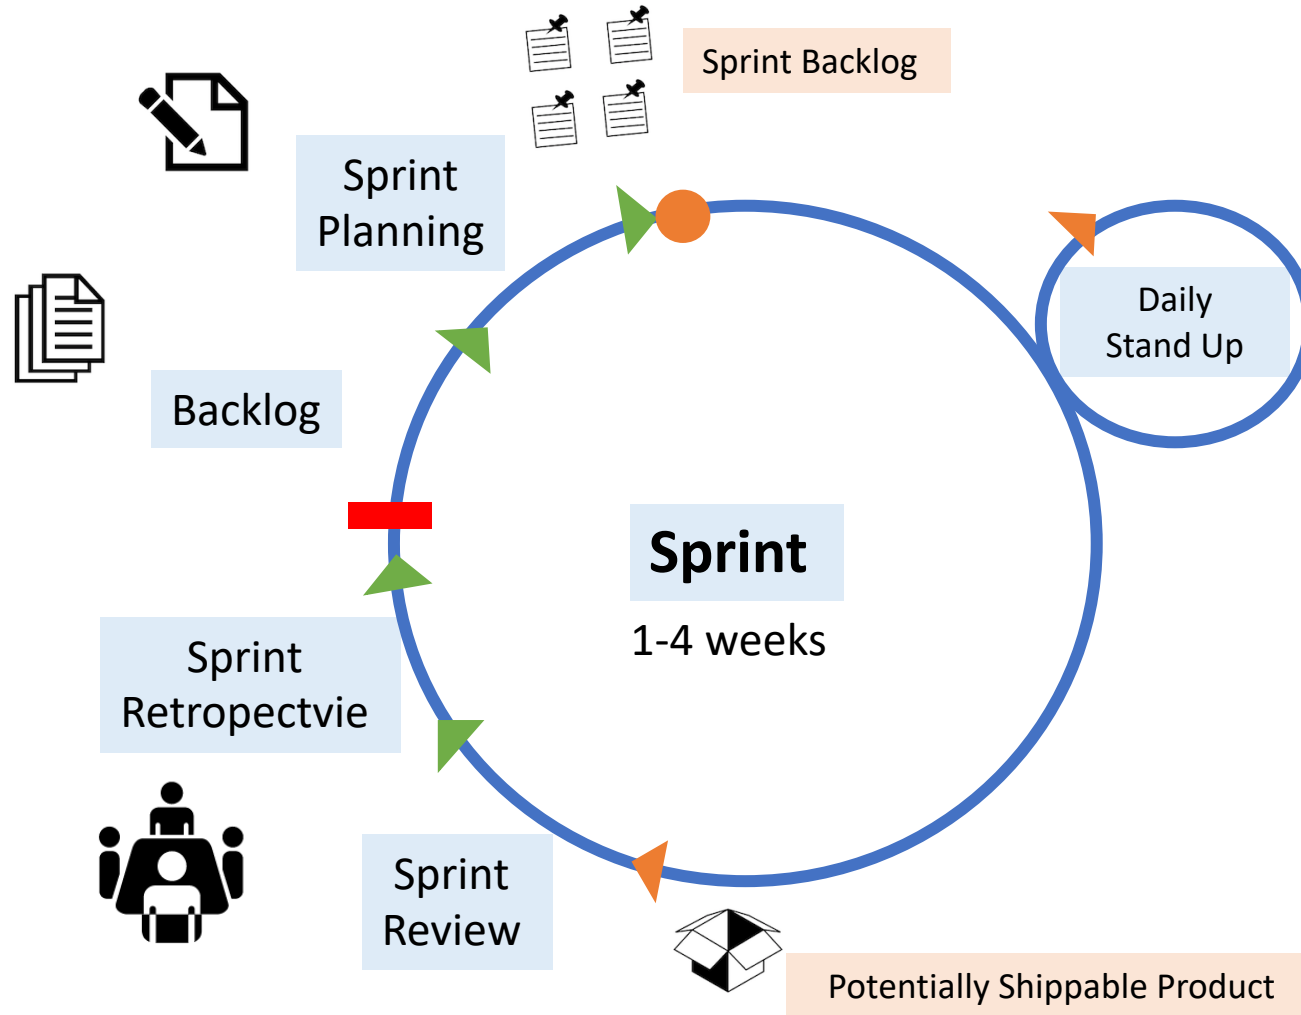 Sprint Backlog
Sprint
Planning
Daily
Stand Up
Backlog
Sprint
1-4 weeks
Sprint
Retropectvie
Sprint
Review
Potentially Shippable Product